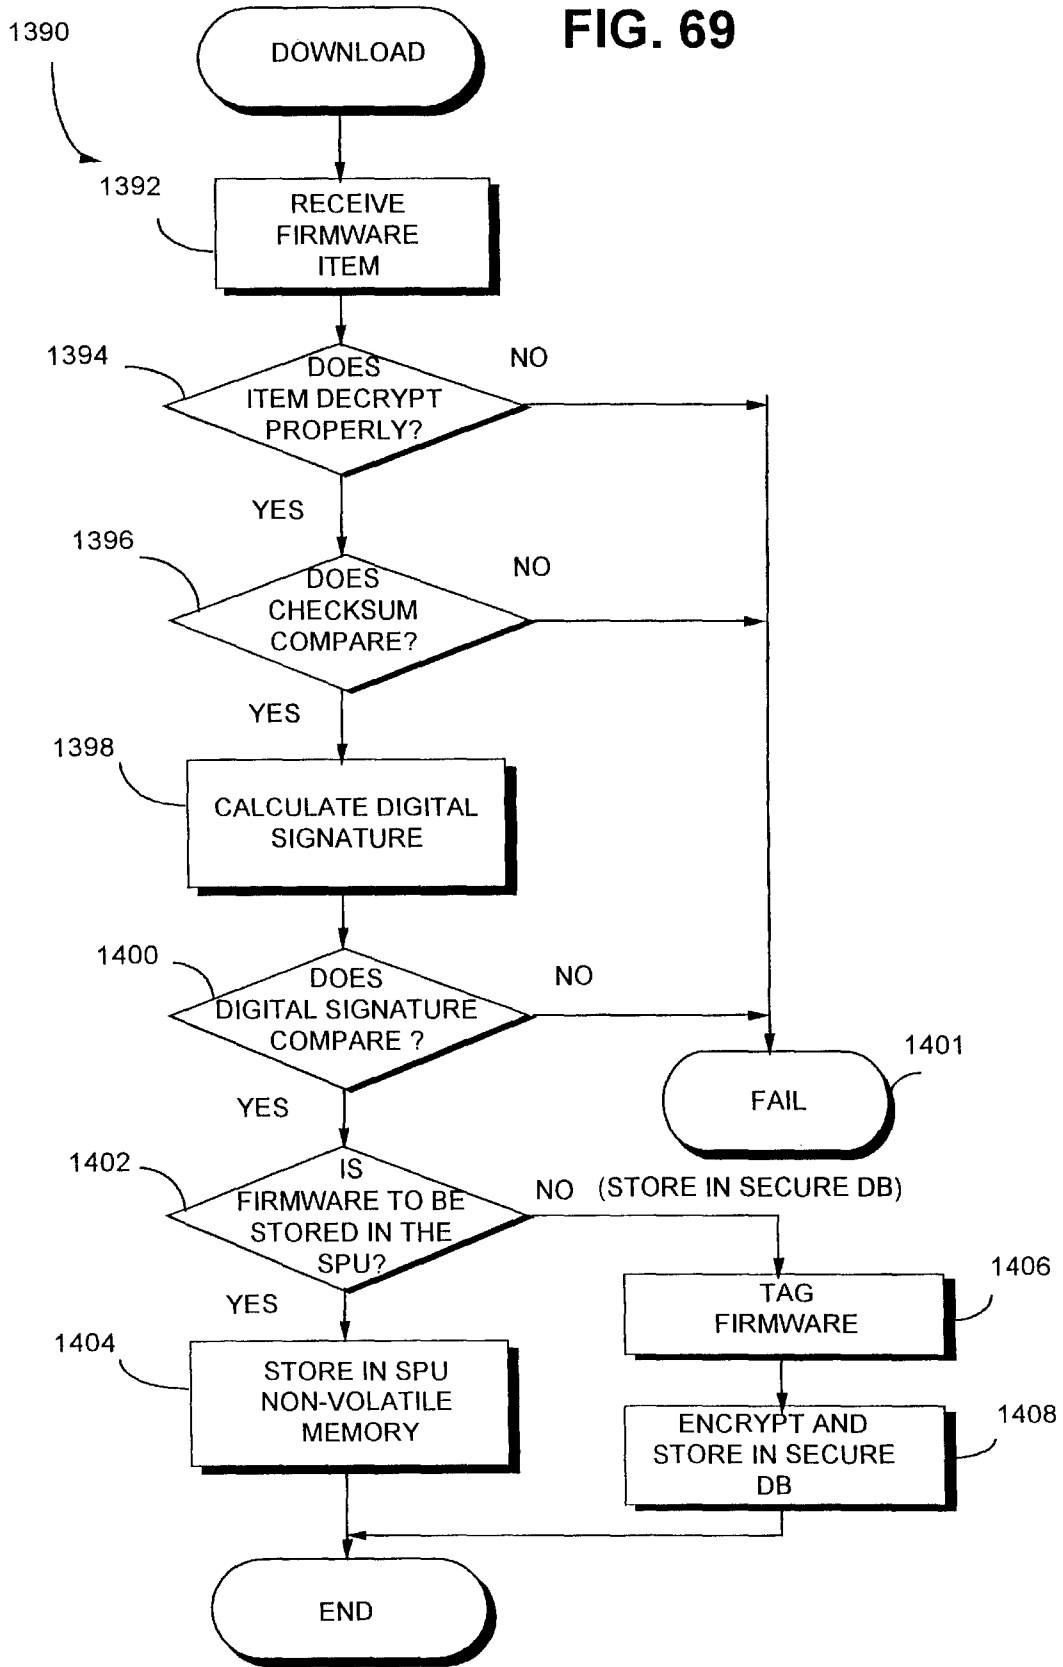 FIG. 69
1390
DOWNLOAD
1392
RECEIVE
FIRMWARE
ITEM
1394
DOES
ITEM DECRYPT
PROPERLY?
NO
YES
1396
DOES
CHECKSUM
COMPARE?
NO
YES
1398
CALCULATE DIGITAL
SIGNATURE
1400
DOES
DIGITAL SIGNATURE
COMPARE ?
NO
1401
FAIL
YES
1402
IS
FIRMWARE TO BE
STORED IN THE
SPU?
NO (STORE IN SECURE DB)
1406
TAG
FIRMWARE
YES
1404
STORE IN SPU
NON-VOLATILE
MEMORY
1408
ENCRYPT AND
STORE IN SECURE
DB
END